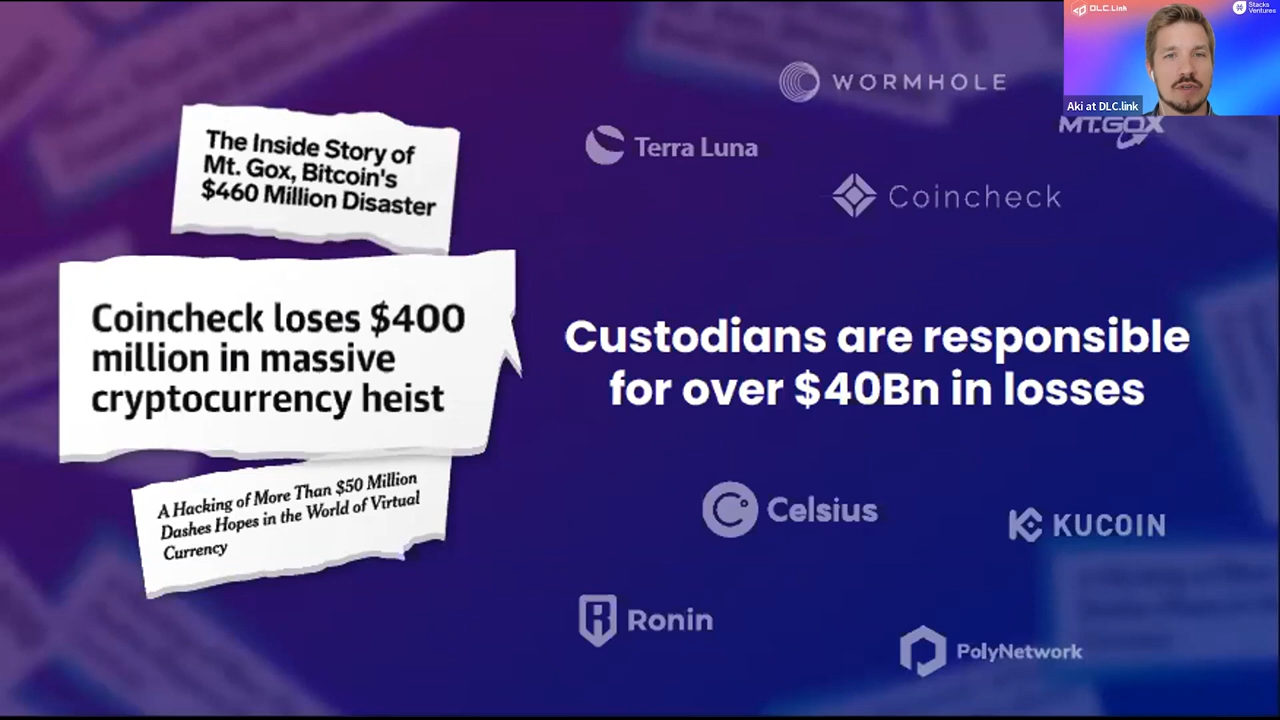 The Inside Story of
Mt. Gox, Bitcoin's
$460 Million Disaster
Coincheck loses $400
million in massive
cryptocurrency heist
A Hacking of More Than $50 Million
Dashes Hopes in the World of Virtual
Currency
WORMHOLE
Terra Luna
MT.GOX
Coincheck
Custodians are responsible
for over $40Bn in losses
Celsius
KUCOIN
Ronin
PolyNetwork
DLC.Link
Stacks
Ventures
Aki at DLC.link